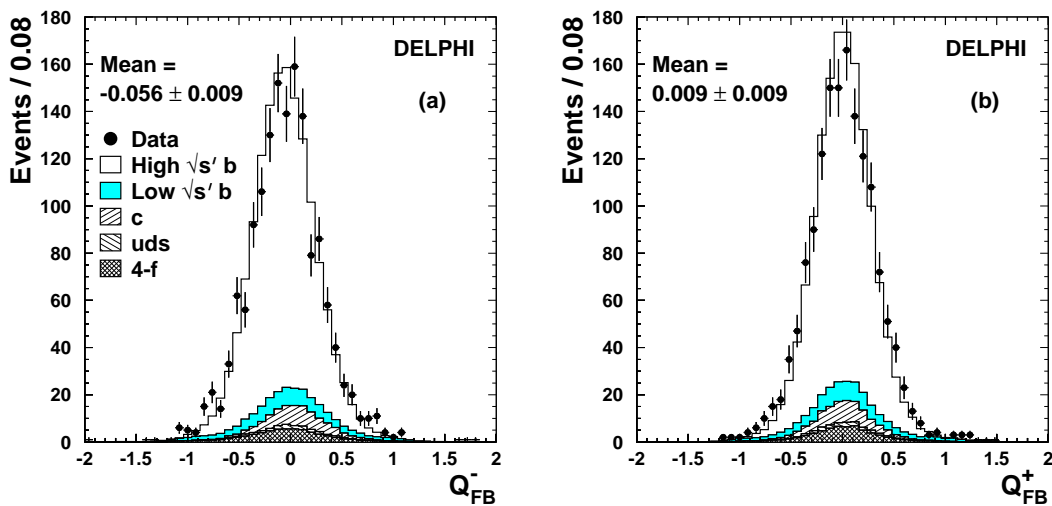 Events / 0.08
180
160
140
120
100
80
60
40
20
0
-2 -1.5 -1 -0.5 0 0.5 1 1.5 2
Q⁻FB
DELPHI
(a)
Mean =
-0.056 ± 0.009
Data
High √s′ b
Low √s′ b
c
uds
4-f
Events / 0.08
180
160
140
120
100
80
60
40
20
0
-2 -1.5 -1 -0.5 0 0.5 1 1.5 2
Q⁺FB
DELPHI
(b)
Mean =
0.009 ± 0.009